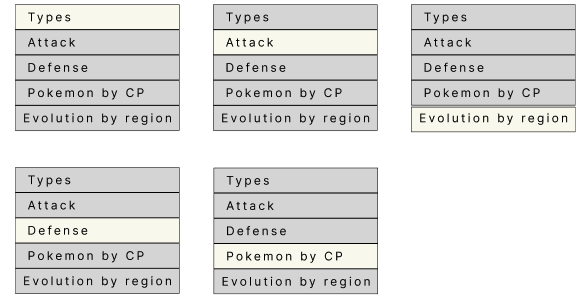 Types
Attack
Defense
Pokemon by CP
Evolution by region
Types
Attack
Defense
Pokemon by CP
Evolution by region
Types
Attack
Defense
Pokemon by CP
Evolution by region
Types
Attack
Defense
Pokemon by CP
Evolution by region
Types
Attack
Defense
Pokemon by CP
Evolution by region